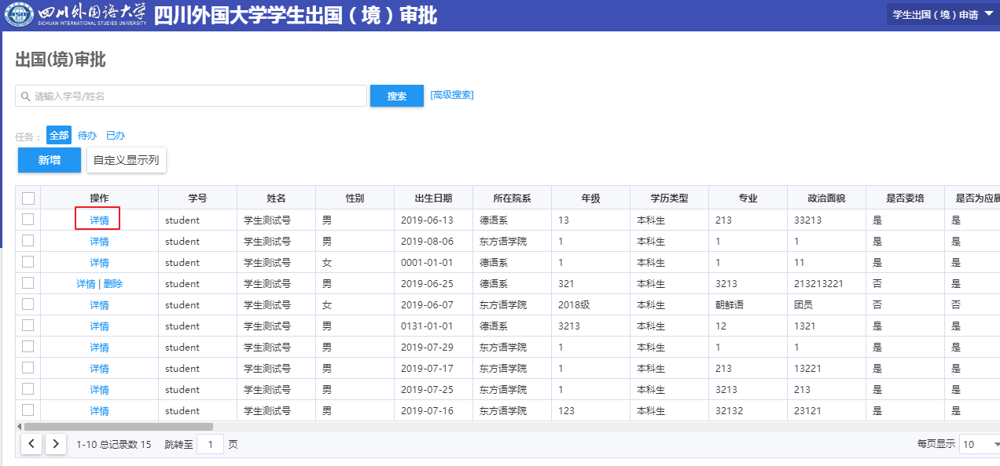 四川外国语大学 四川外国大学学生出国（境）审批 学生出国（境）申请
SICHUAN INTERNATIONAL STUDIES UNIVERSITY
出国(境)审批
请输入学号/姓名 搜索 [高级搜索]
任务： 全部 待办 已办
新增 自定义显示列
操作 学号 姓名 性别 出生日期 所在院系 年级 学历类型 专业 政治面貌 是否委培 是否为应届
详情 student 学生测试号 男 2019-06-13 德语系 13 本科生 213 33213 是 是
详情 student 学生测试号 男 2019-08-06 东方语学院 1 本科生 1 1 是 是
详情 student 学生测试号 女 0001-01-01 德语系 1 本科生 1 11 是 是
详情 | 删除 student 学生测试号 男 2019-06-25 德语系 321 本科生 3213 213213221 否 是
详情 student 学生测试号 女 2019-06-07 东方语学院 2018级 本科生 朝鲜语 团员 否 否
详情 student 学生测试号 男 0131-01-01 德语系 3213 本科生 12 1321 是 是
详情 student 学生测试号 男 2019-07-29 东方语学院 1 本科生 1 1 是 是
详情 student 学生测试号 男 2019-07-17 东方语学院 1 本科生 213 13221 是 是
详情 student 学生测试号 男 2019-07-25 东方语学院 1 本科生 3213 213 是 是
详情 student 学生测试号 男 2019-07-16 东方语学院 123 本科生 32132 23121 是 是
1-10 总记录数 15 跳转至 1 页 每页显示 10